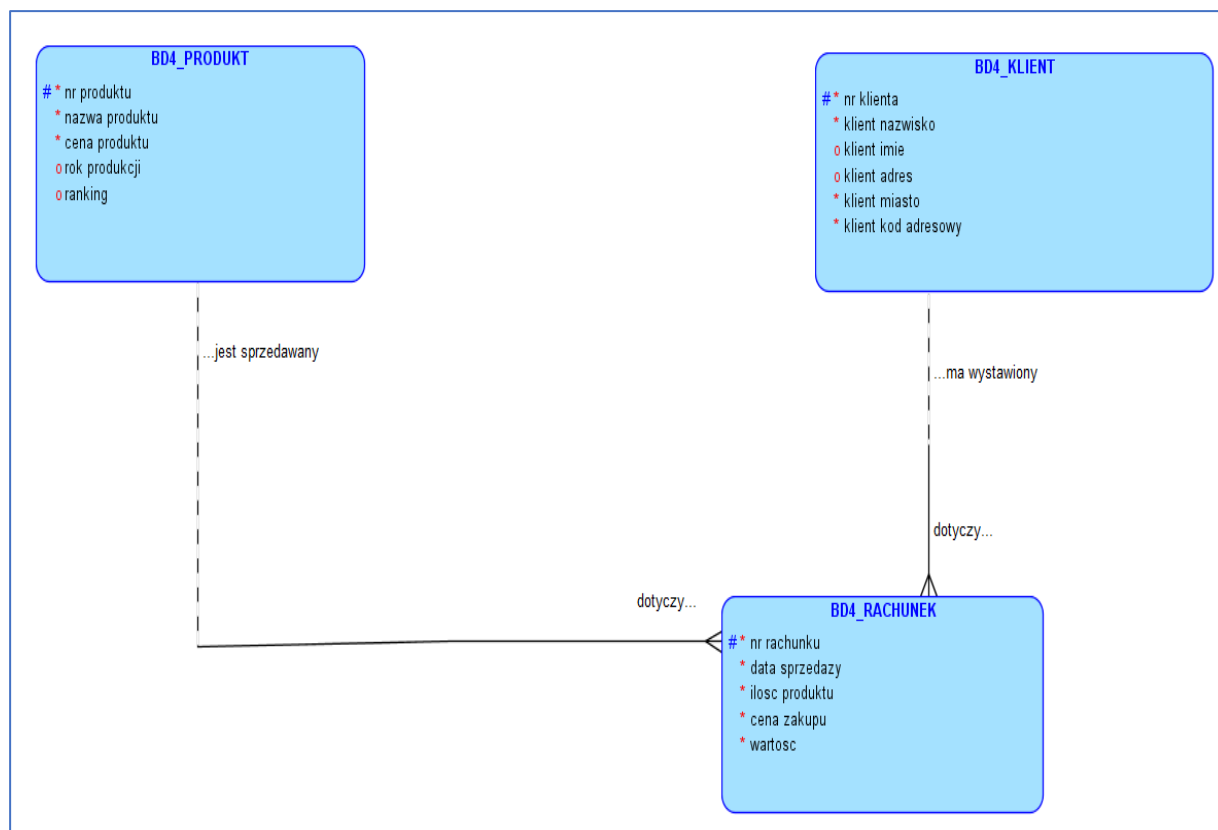 BD4_PRODUKT
# * nr produktu
* nazwa produktu
* cena produktu
o rok produkcji
o ranking
BD4_KLIENT
# * nr klienta
* klient nazwisko
o klient imie
o klient adres
* klient miasto
* klient kod adresowy
...jest sprzedawany
...ma wystawiony
dotyczy...
dotyczy...
BD4_RACHUNEK
# * nr rachunku
* data sprzedazy
* ilosc produktu
* cena zakupu
* wartosc